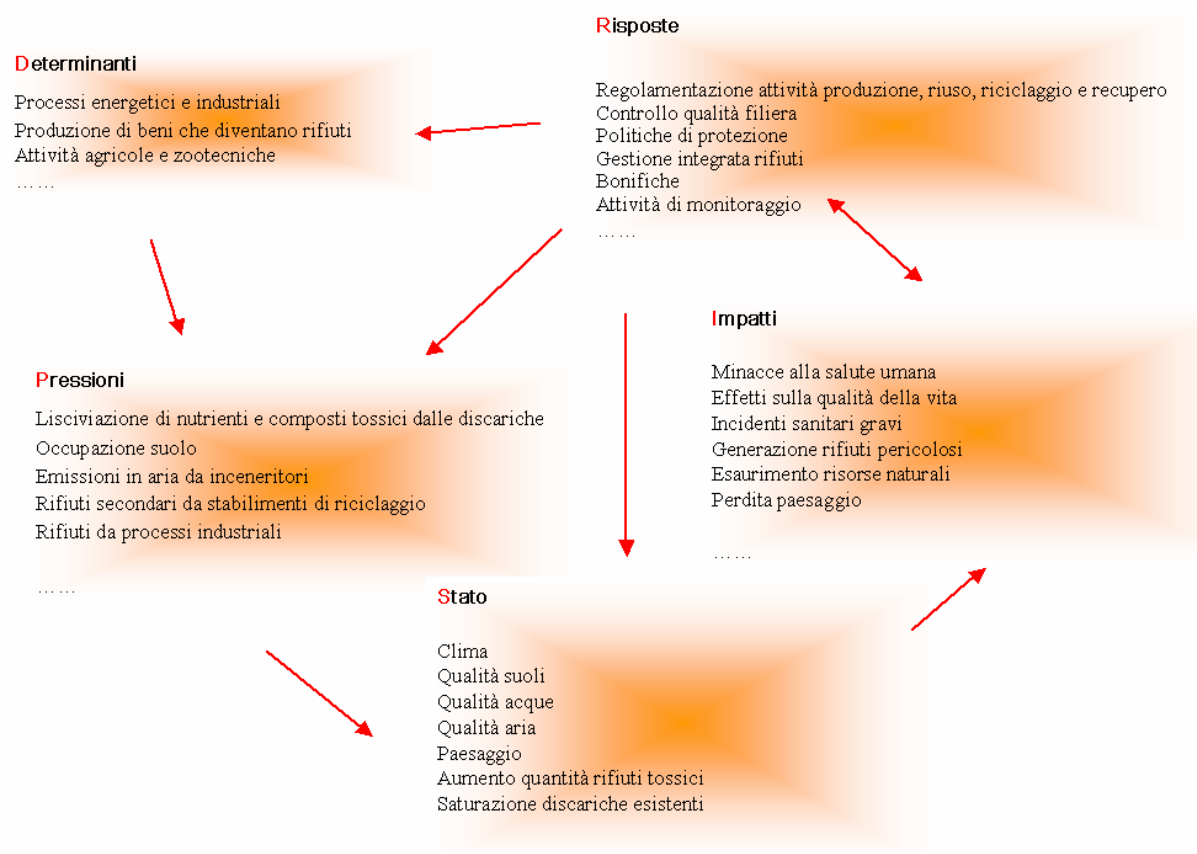 Determinanti
Processi energetici e industriali
Produzione di beni che diventano rifiuti
Attività agricole e zootecniche
……
Risposte
Regolamentazione attività produzione, riuso, riciclaggio e recupero
Controllo qualità filiera
Politiche di protezione
Gestione integrata rifiuti
Bonifiche
Attività di monitoraggio
……
Impatti
Minacce alla salute umana
Effetti sulla qualità della vita
Incidenti sanitari gravi
Generazione rifiuti pericolosi
Esaurimento risorse naturali
Perdita paesaggio
……
Pressioni
Lisciviazione di nutrienti e composti tossici dalle discariche
Occupazione suolo
Emissioni in aria da inceneritori
Rifiuti secondari da stabilimenti di riciclaggio
Rifiuti da processi industriali
……
Stato
Clima
Qualità suoli
Qualità acque
Qualità aria
Paesaggio
Aumento quantità rifiuti tossici
Saturazione discariche esistenti